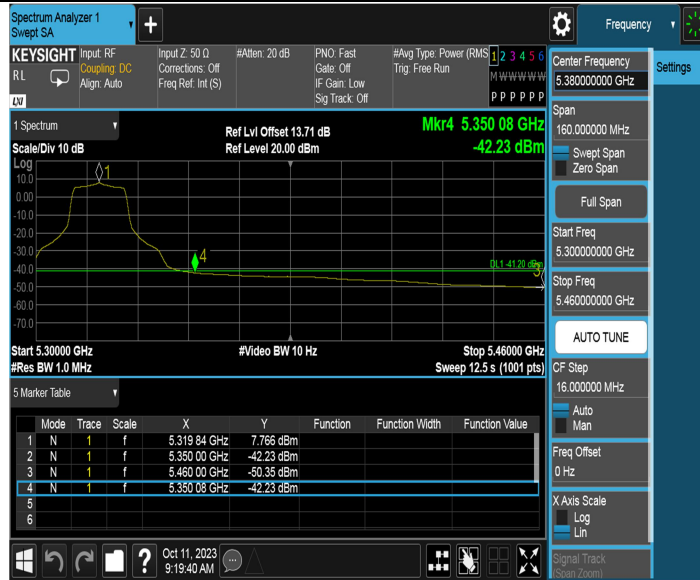 Spectrum Analyzer 1
Swept SA
Frequency
KEYSIGHT
RL
LXI
Input: RF
Coupling: DC
Align: Auto
Input Z: 50 Ω
Corrections: Off
Freq Ref: Int (S)
#Atten: 20 dB
PNO: Fast
Gate: Off
IF Gain: Low
Sig Track: Off
#Avg Type: Power (RMS
Trig: Free Run
1 2 3 4 5 6
M W W W W W
P P P P P P
Settings
Center Frequency
5.380000000 GHz
Span
160.000000 MHz
Swept Span
Zero Span
Full Span
Start Freq
5.300000000 GHz
Stop Freq
5.460000000 GHz
AUTO TUNE
CF Step
16.000000 MHz
Auto
Man
Freq Offset
0 Hz
X Axis Scale
Log
Lin
Signal Track
(Span Zoom)
1 Spectrum
Scale/Div 10 dB
Ref Lvl Offset 13.71 dB
Ref Level 20.00 dBm
Mkr4 5.350 08 GHz
-42.23 dBm
Log
10.0
0.00
-10.0
-20.0
-30.0
-40.0
-50.0
-60.0
-70.0
1
4
DL1 -41.20 dBm
3
Start 5.30000 GHz
#Res BW 1.0 MHz
#Video BW 10 Hz
Stop 5.46000 GHz
Sweep 12.5 s (1001 pts)
5 Marker Table
Mode Trace Scale X Y Function Function Width Function Value
1 N 1 f 5.319 84 GHz 7.766 dBm
2 N 1 f 5.350 00 GHz -42.23 dBm
3 N 1 f 5.460 00 GHz -50.35 dBm
4 N 1 f 5.350 08 GHz -42.23 dBm
5
6
?
Oct 11, 2023
9:19:40 AM